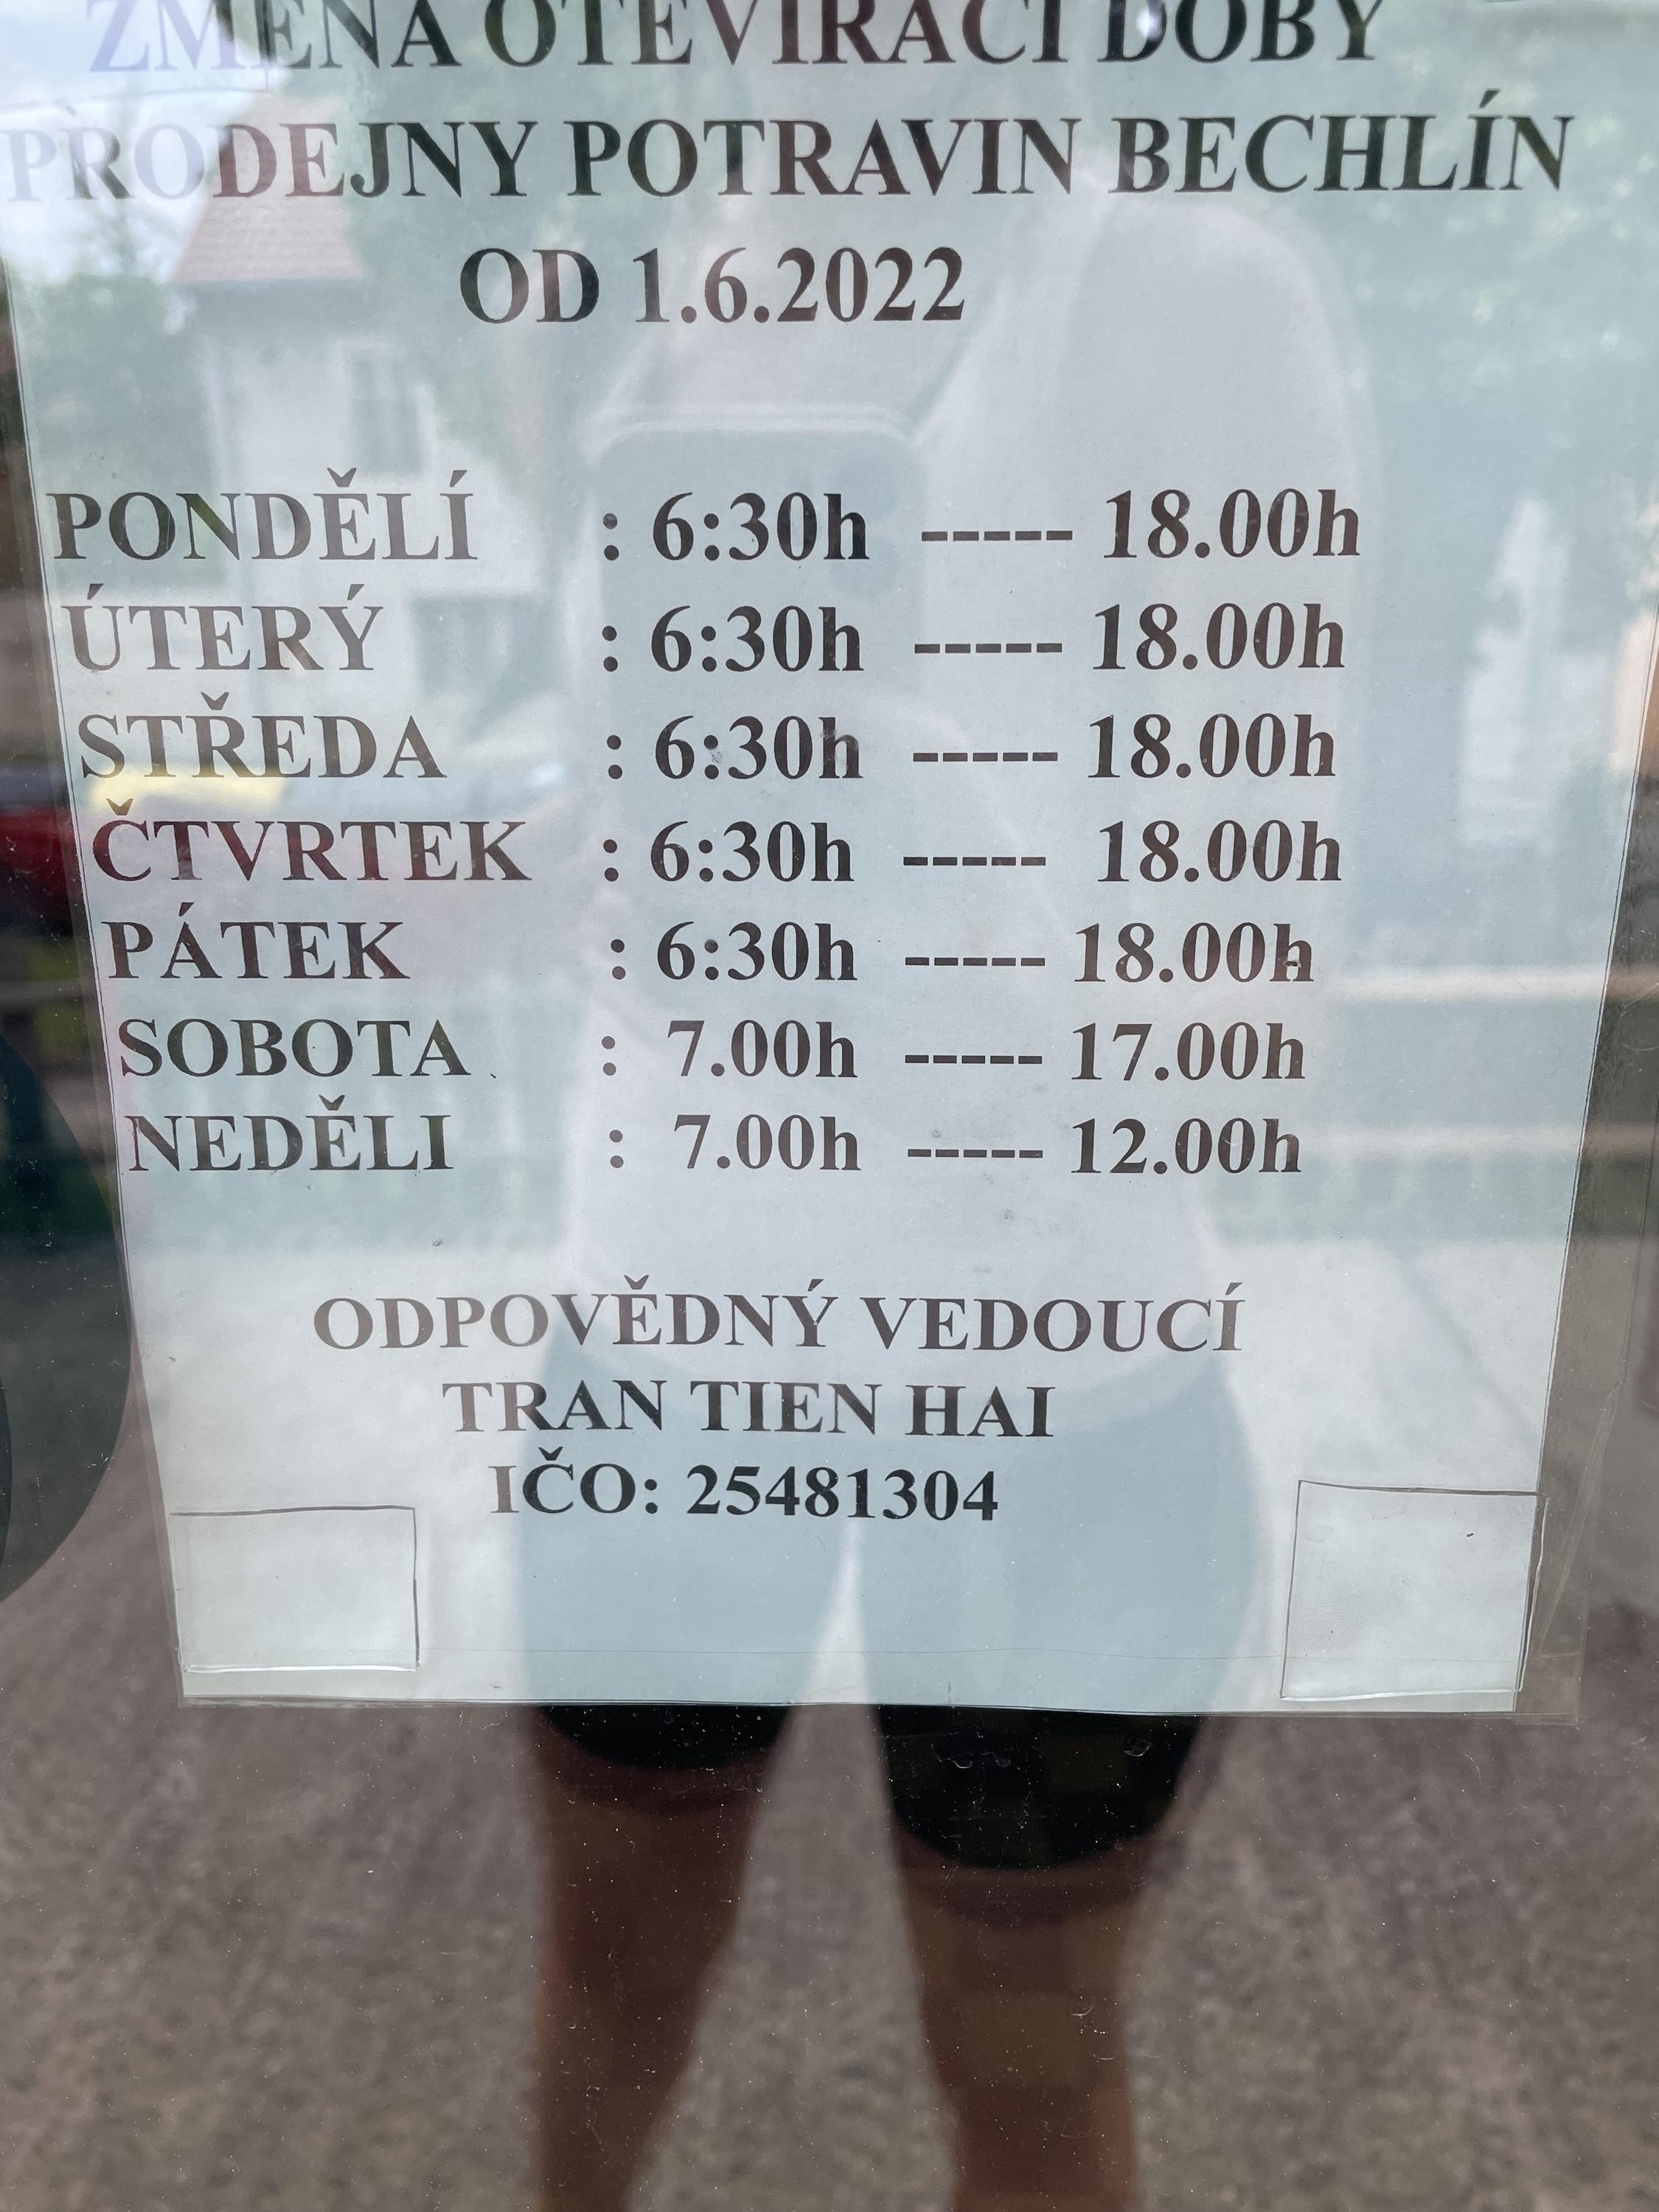 ZMĚNA OTEVÍRACÍ DOBY
PRODEJNY POTRAVIN BECHLÍN
OD 1.6.2022
PONDĚLÍ : 6:30h ----- 18.00h
ÚTERÝ : 6:30h ----- 18.00h
STŘEDA : 6:30h ----- 18.00h
ČTVRTEK : 6:30h ----- 18.00h
PÁTEK : 6:30h ----- 18.00h
SOBOTA : 7.00h ----- 17.00h
NEDĚLI : 7.00h ----- 12.00h
ODPOVĚDNÝ VEDOUCÍ
TRAN TIEN HAI
IČO: 25481304